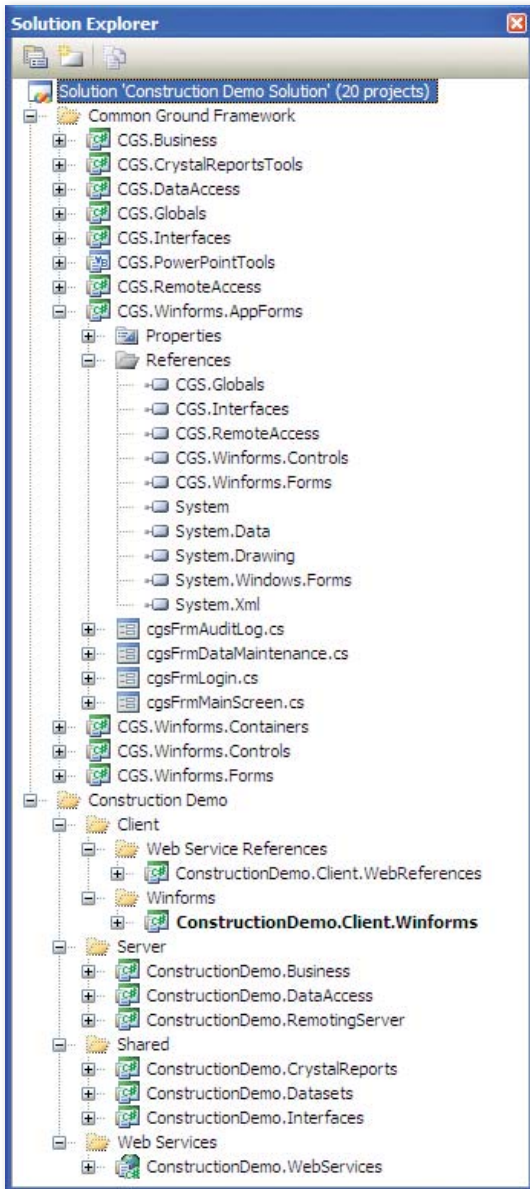 Solution Explorer
Solution 'Construction Demo Solution' (20 projects)
Common Ground Framework
CGS.Business
CGS.CrystalReportsTools
CGS.DataAccess
CGS.Globals
CGS.Interfaces
CGS.PowerPointTools
CGS.RemoteAccess
CGS.Winforms.AppForms
Properties
References
CGS.Globals
CGS.Interfaces
CGS.RemoteAccess
CGS.Winforms.Controls
CGS.Winforms.Forms
System
System.Data
System.Drawing
System.Windows.Forms
System.Xml
cgsFrmAuditLog.cs
cgsFrmDataMaintenance.cs
cgsFrmLogin.cs
cgsFrmMainScreen.cs
CGS.Winforms.Containers
CGS.Winforms.Controls
CGS.Winforms.Forms
Construction Demo
Client
Web Service References
ConstructionDemo.Client.WebReferences
Winforms
ConstructionDemo.Client.Winforms
Server
ConstructionDemo.Business
ConstructionDemo.DataAccess
ConstructionDemo.RemotingServer
Shared
ConstructionDemo.CrystalReports
ConstructionDemo.Datasets
ConstructionDemo.Interfaces
Web Services
ConstructionDemo.WebServices